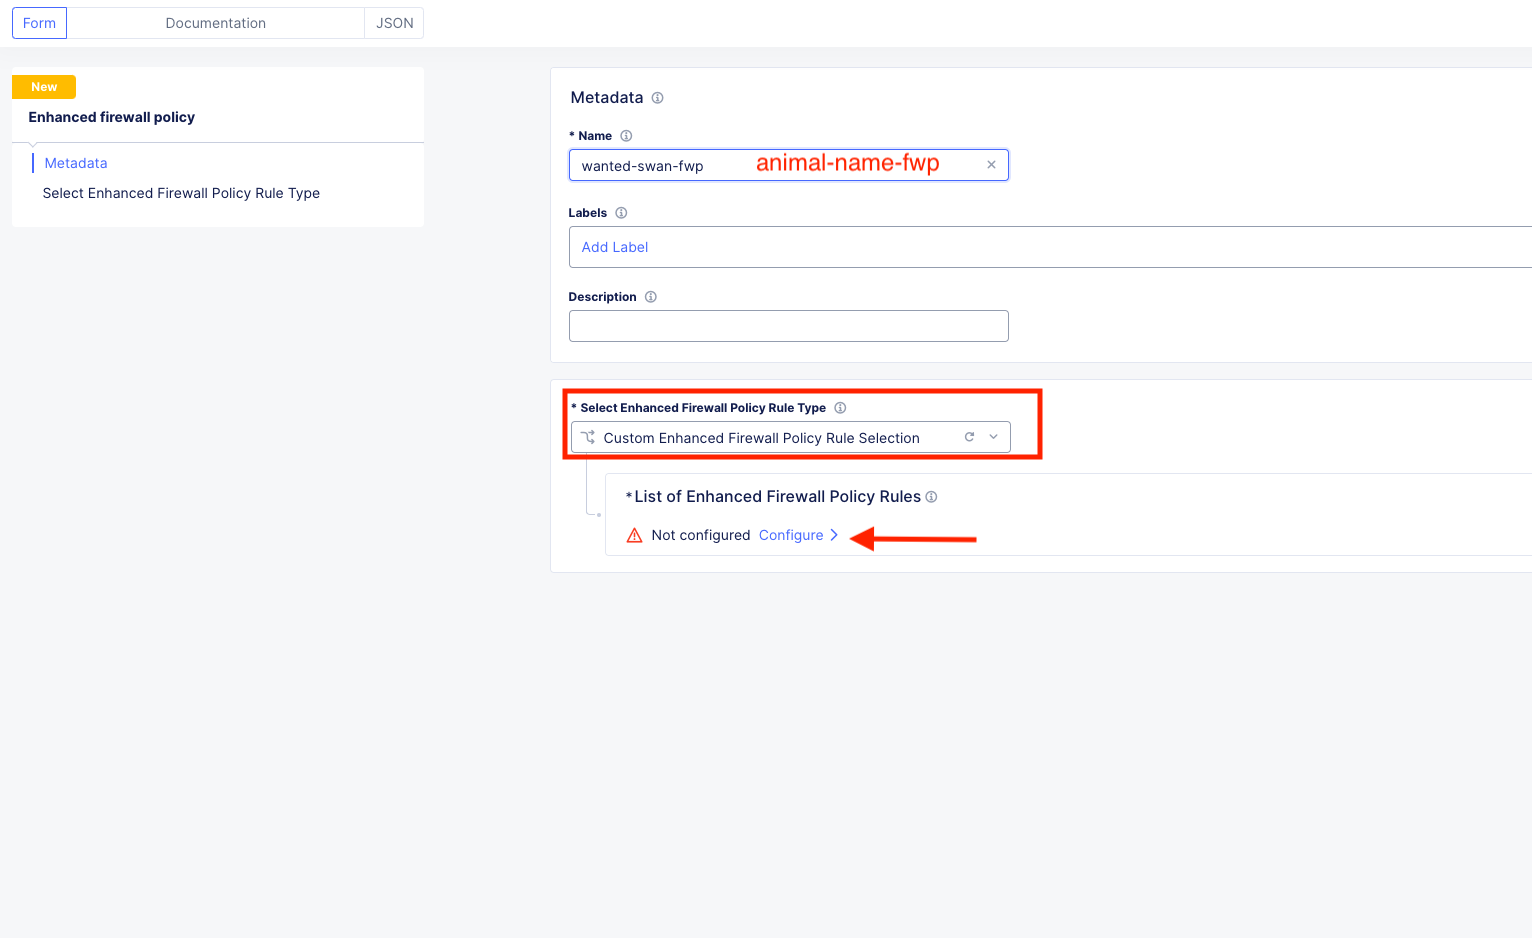 Form Documentation JSON
New
Enhanced firewall policy
Metadata
Select Enhanced Firewall Policy Rule Type
Metadata
* Name
wanted-swan-fwp animal-name-fwp
Labels
Add Label
Description
* Select Enhanced Firewall Policy Rule Type
Custom Enhanced Firewall Policy Rule Selection
*List of Enhanced Firewall Policy Rules
Not configured Configure